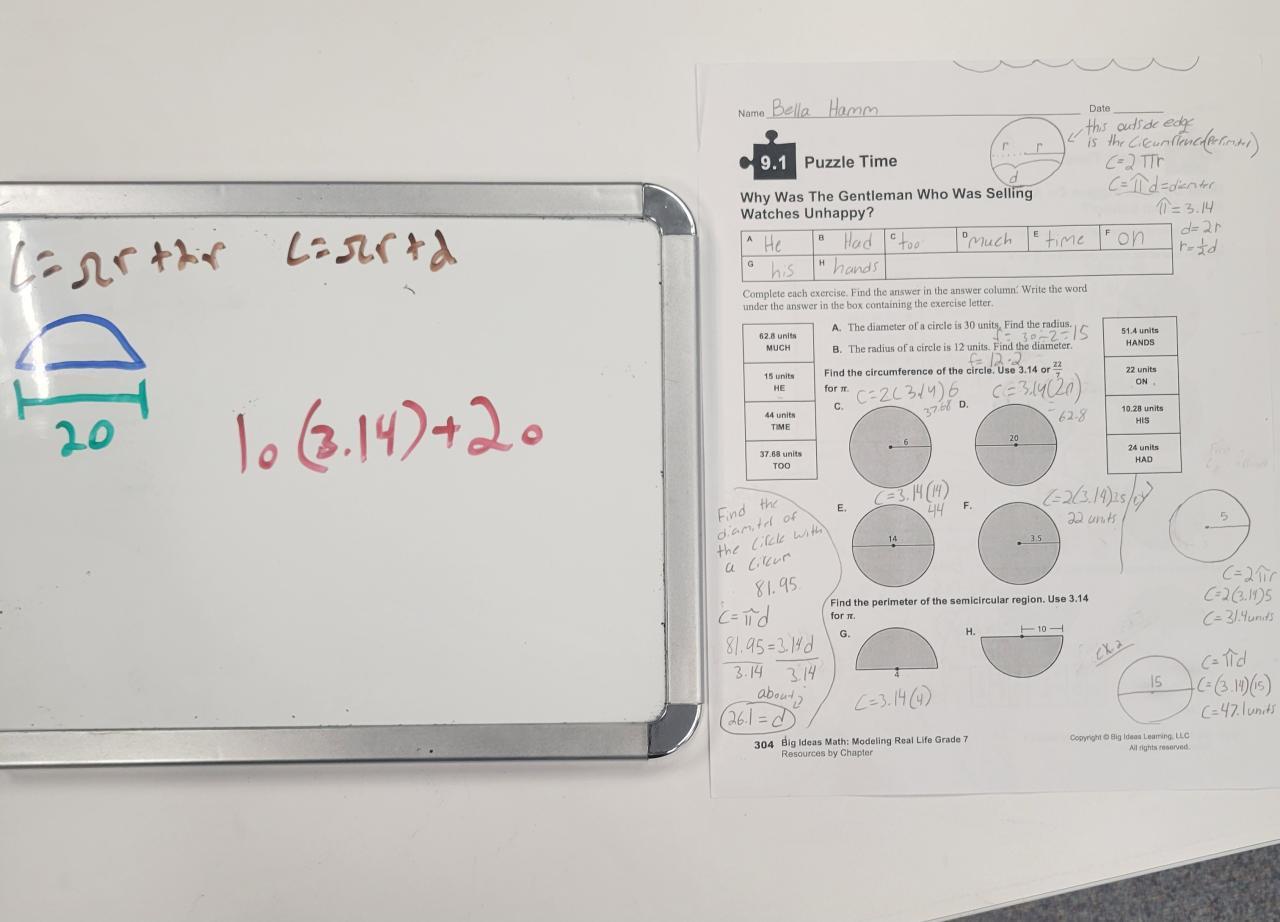 C=πr+2r C=πr+d
20
10(3.14)+20
Name Bella Hamm Date
this outside edge
is the circumference(Perimeter)
C=2πr
C=πd=diamter
π=3.14
d=2r
r=½d
r r
d
9.1 Puzzle Time
Why Was The Gentleman Who Was Selling
Watches Unhappy?
A He B Had C too D much E time F on
G his H hands
Complete each exercise. Find the answer in the answer column. Write the word
under the answer in the box containing the exercise letter.
62.8 units
MUCH
15 units
HE
44 units
TIME
37.68 units
TOO
A. The diameter of a circle is 30 units. Find the radius.
r= 30÷2=15
B. The radius of a circle is 12 units. Find the diameter.
r=12·2
Find the circumference of the circle. Use 3.14 or 22/7
for π.
C=2(3.14)6 C=3.14(20)
C. 37.68 D. =62.8
6 20
C=3.14(14) C=2(3.14)3.5
E. 44 F. 22 units
14 3.5
51.4 units
HANDS
22 units
ON
10.28 units
HIS
24 units
HAD
Find the perimeter of the semicircular region. Use 3.14
for π.
G. H. 10
4
C=3.14(4)
Find the
diamiter of
the circle with
a circum
81.95
C=πd
81.95=3.14d
3.14 3.14
about
26.1=d
5
C=2πr
C=2(3.14)5
C=31.4units
ex.2
15
C=πd
C=(3.14)(15)
C=47.1units
304 Big Ideas Math: Modeling Real Life Grade 7
Resources by Chapter
Copyright © Big Ideas Learning, LLC
All rights reserved.